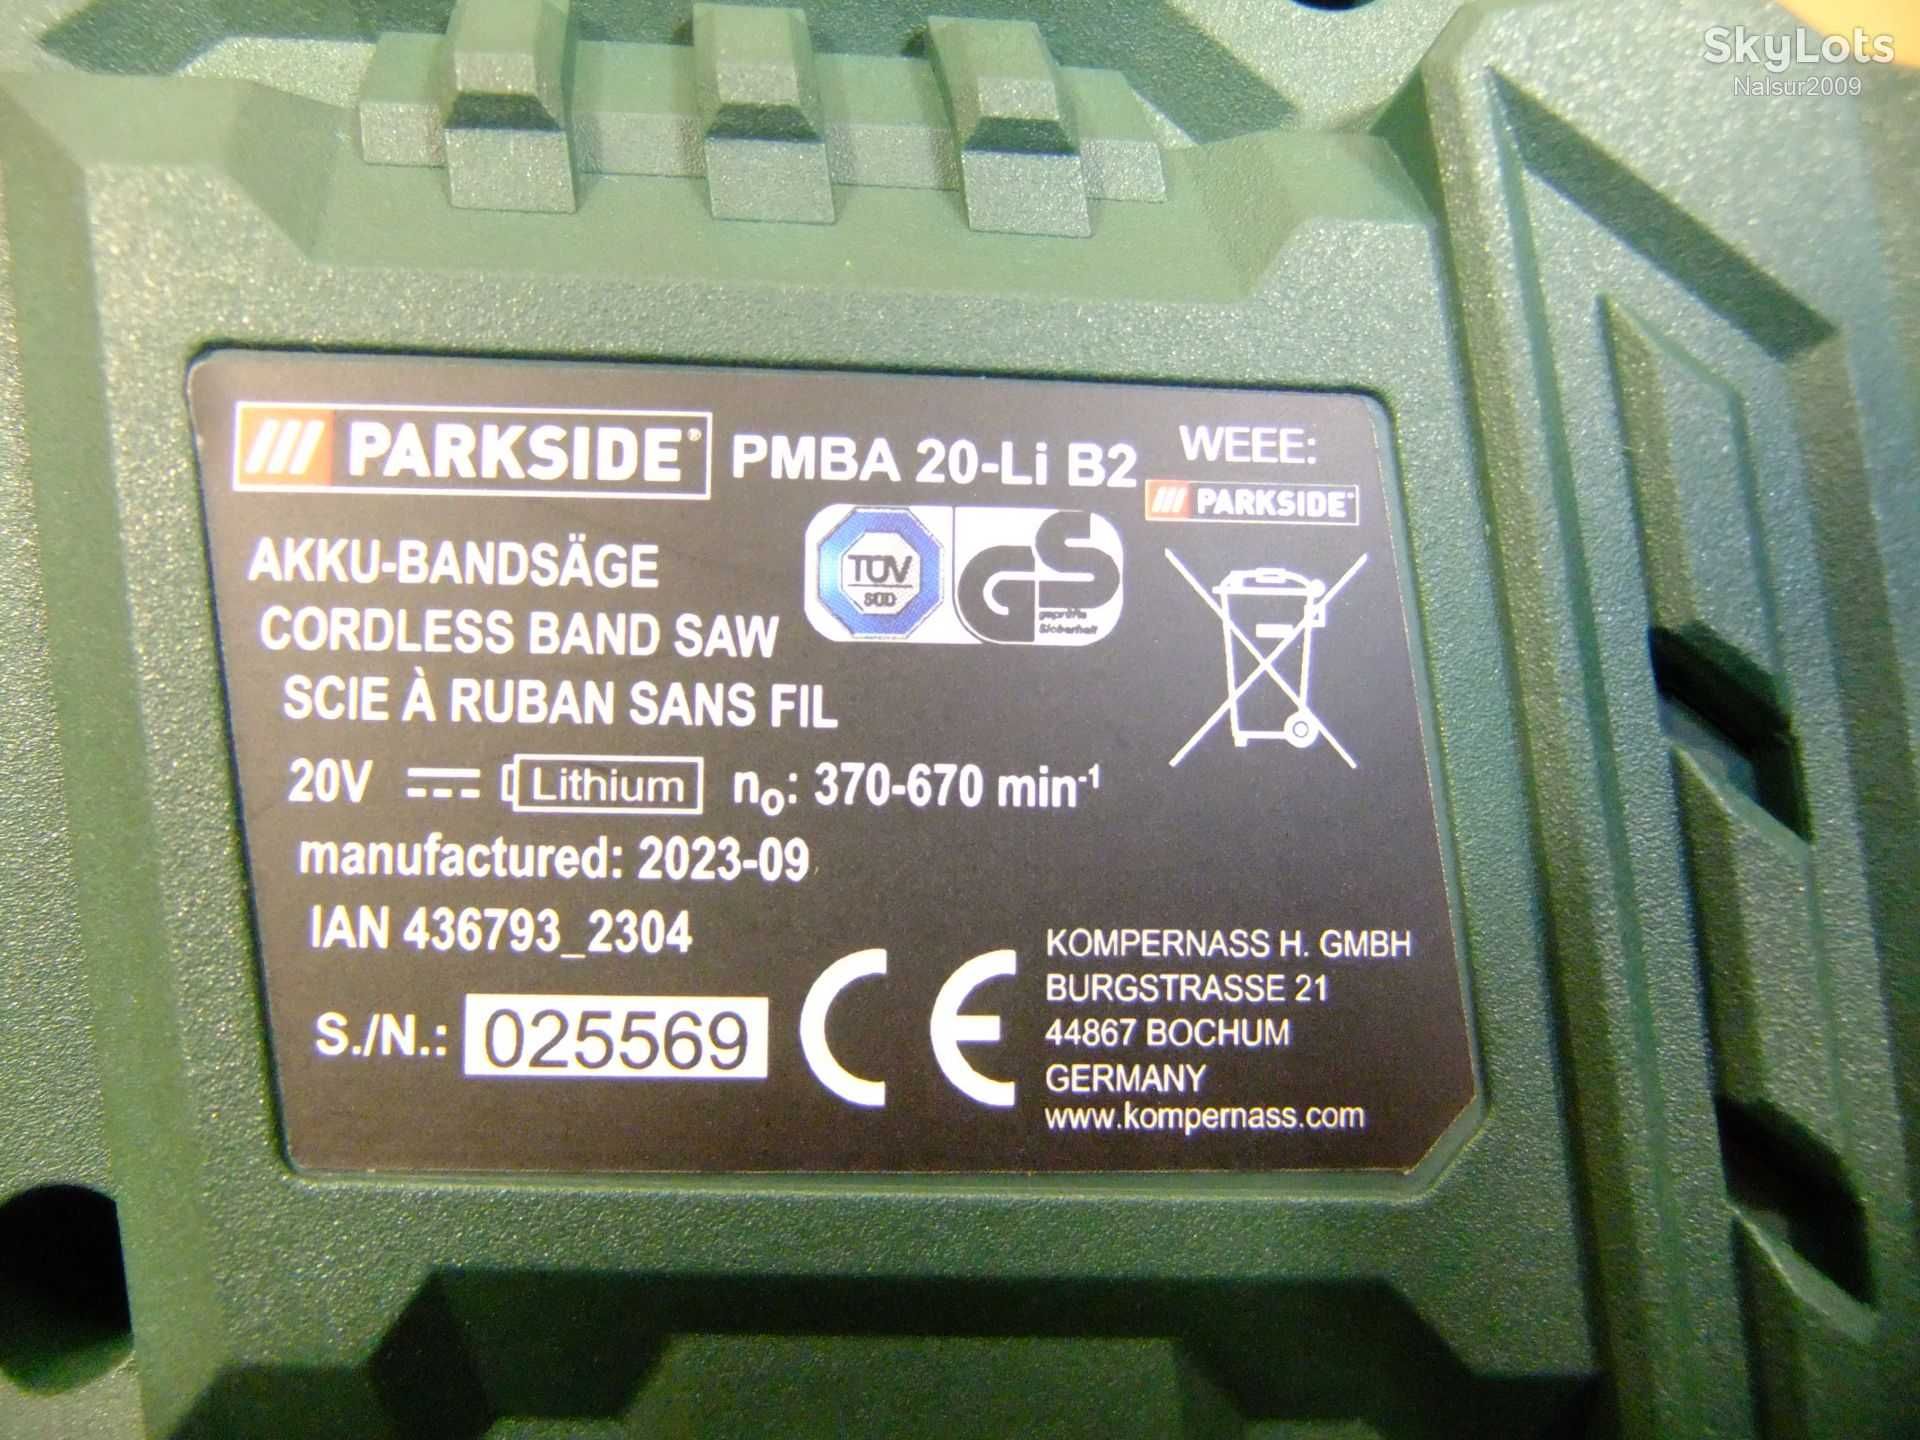 SkyLots
Nalsur2009
PARKSIDE® PMBA 20-Li B2
WEEE:
PARKSIDE®
AKKU-BANDSÄGE
CORDLESS BAND SAW
SCIE À RUBAN SANS FIL
TÜV
SÜD
GS
geprüfte
Sicherheit
20V Lithium n₀: 370-670 min⁻¹
manufactured: 2023-09
IAN 436793_2304
S./N.: 025569
CE
KOMPERNASS H. GMBH
BURGSTRASSE 21
44867 BOCHUM
GERMANY
www.kompernass.com